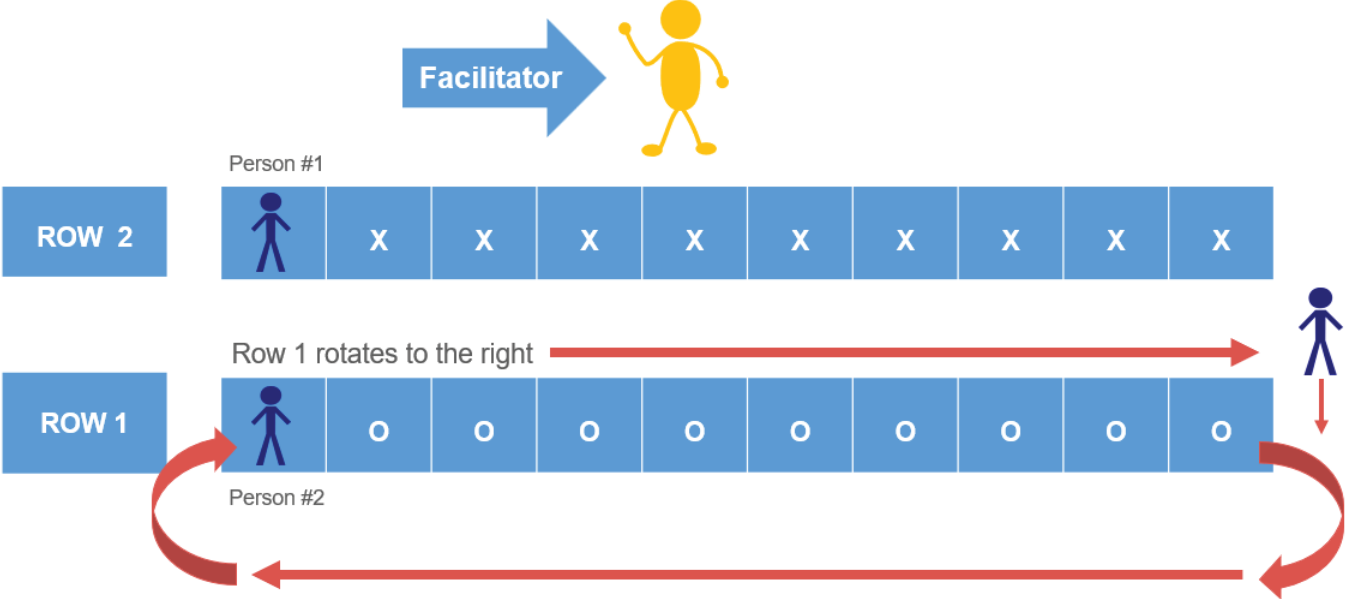 Facilitator
Person #1
ROW 2
X X X X X X X X X
Row 1 rotates to the right
ROW 1
O O O O O O O O O
Person #2